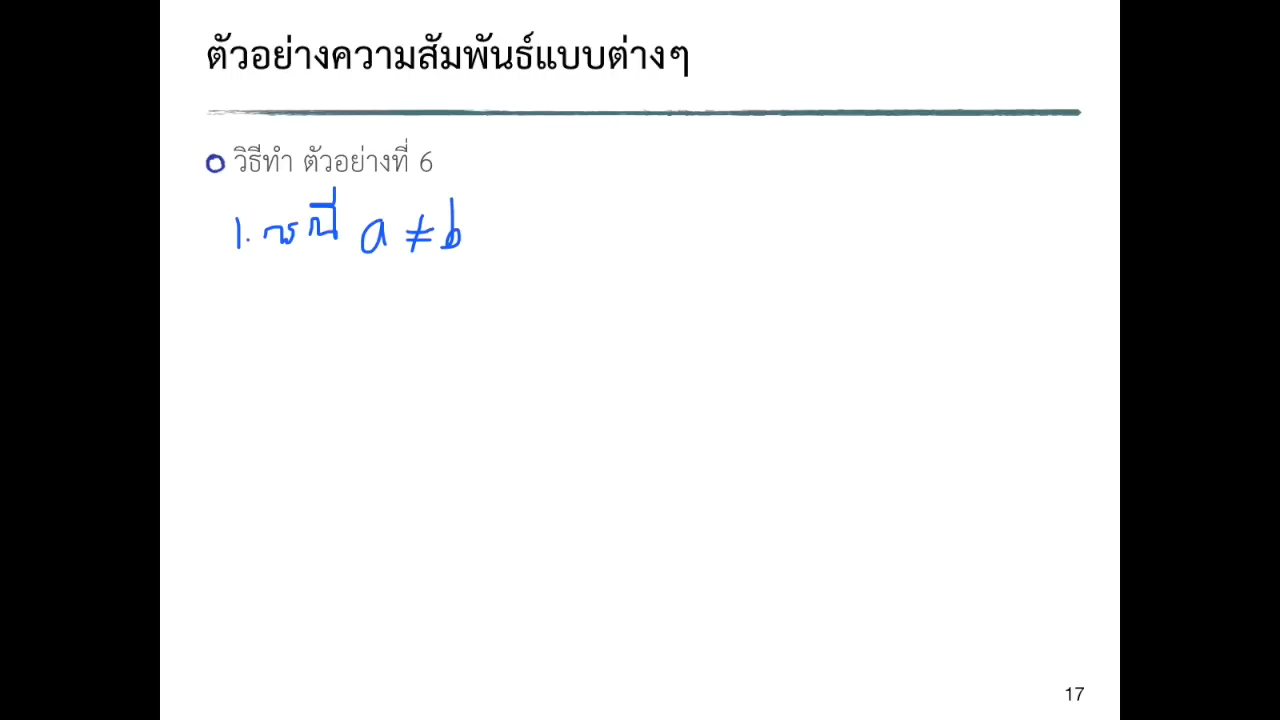 ตัวอย่างความสัมพันธ์แบบต่างๆ
วิธีทำ ตัวอย่างที่ 6
1. กรณี a ≠ b
17